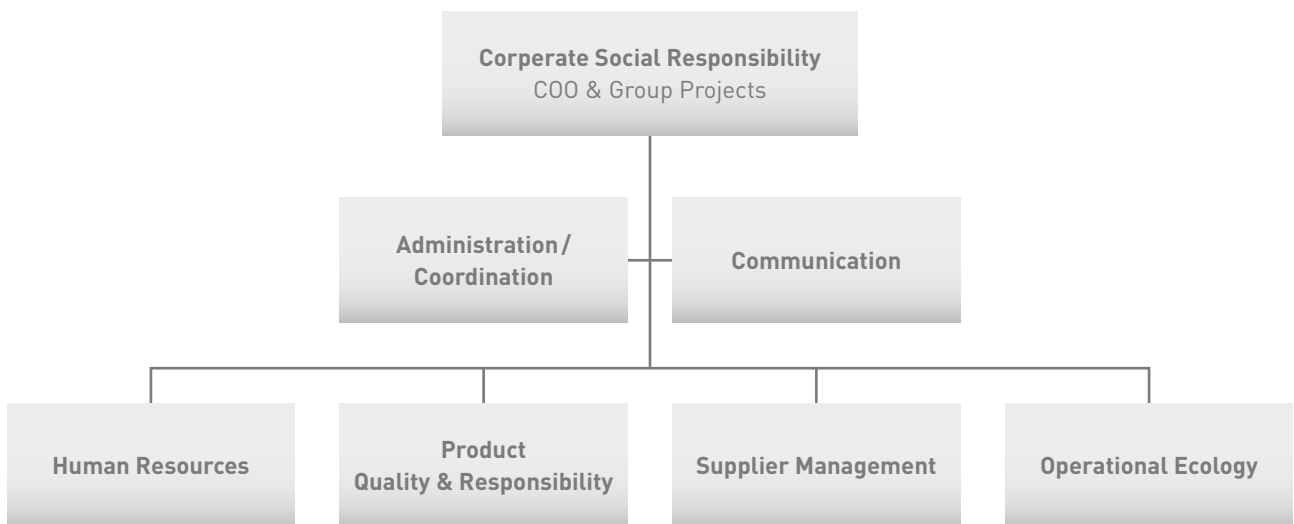 Corperate Social Responsibility
COO & Group Projects
Administration/
Coordination
Communication
Human Resources
Product
Quality & Responsibility
Supplier Management
Operational Ecology